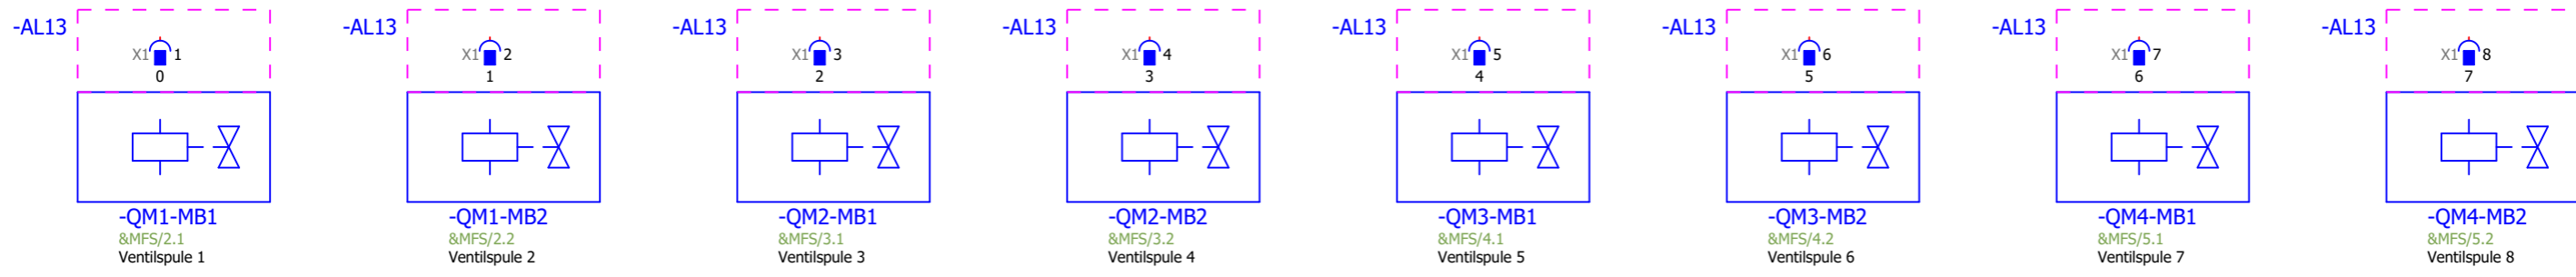 -AL13 -AL13 -AL13 -AL13 -AL13 -AL13 -AL13 -AL13
X1 1 X1 2 X1 3 X1 4 X1 5 X1 6 X1 7 X1 8
0 1 2 3 4 5 6 7
-QM1-MB1 -QM1-MB2 -QM2-MB1 -QM2-MB2 -QM3-MB1 -QM3-MB2 -QM4-MB1 -QM4-MB2
&MFS/2.1 &MFS/2.2 &MFS/3.1 &MFS/3.2 &MFS/4.1 &MFS/4.2 &MFS/5.1 &MFS/5.2
Ventilspule 1 Ventilspule 2 Ventilspule 3 Ventilspule 4 Ventilspule 5 Ventilspule 6 Ventilspule 7 Ventilspule 8